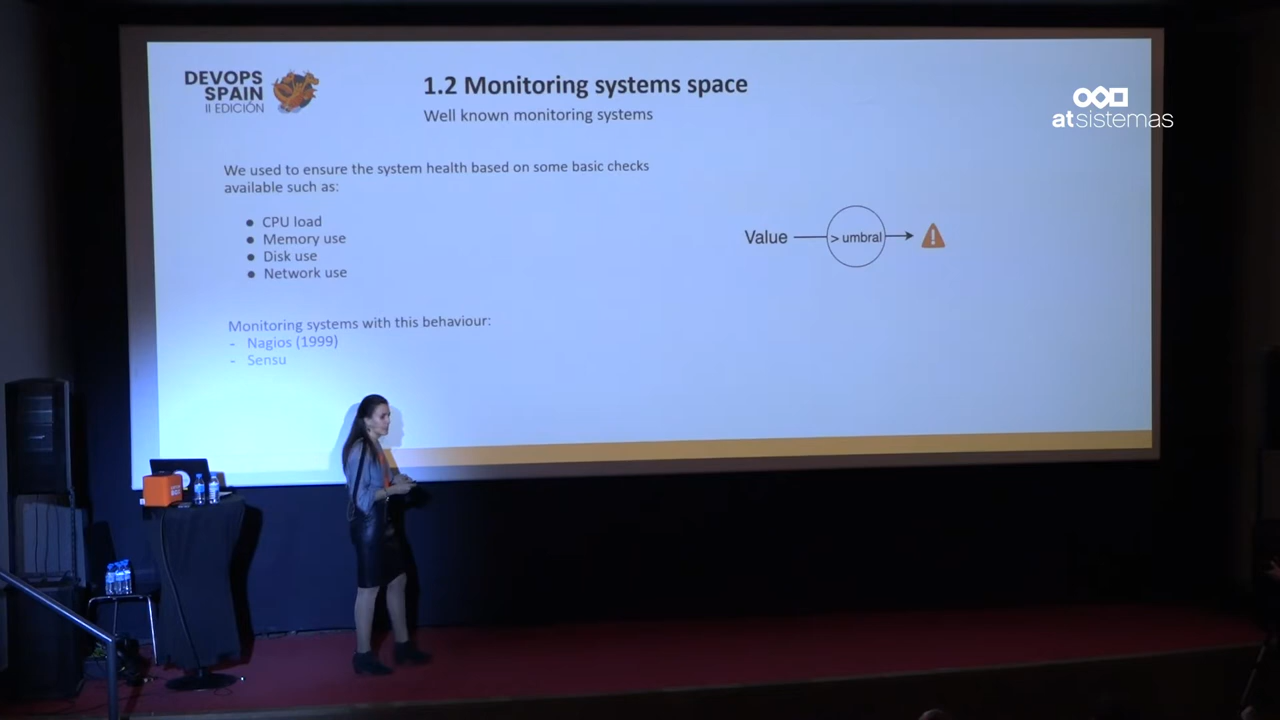 DEVOPS
SPAIN
II EDICIÓN
1.2 Monitoring systems space
Well known monitoring systems
atsistemas
We used to ensure the system health based on some basic checks
available such as:
● CPU load
● Memory use
● Disk use
● Network use
Value
> umbral
!
Monitoring systems with this behaviour:
- Nagios (1999)
- Sensu